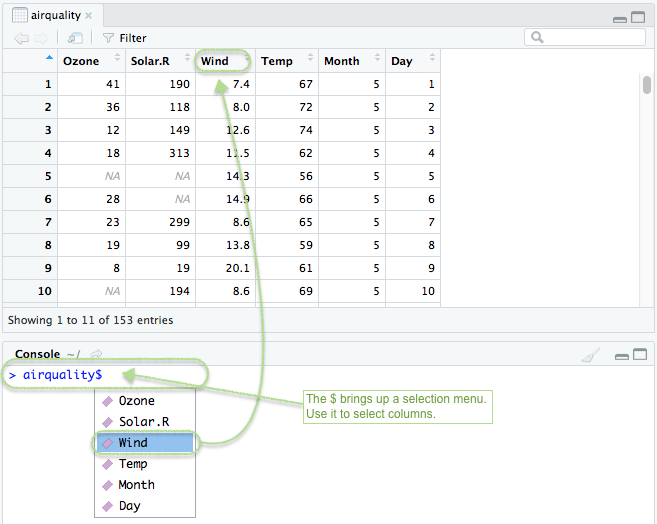 airquality
Filter
Ozone Solar.R Wind Temp Month Day
1 41 190 7.4 67 5 1
2 36 118 8.0 72 5 2
3 12 149 12.6 74 5 3
4 18 313 11.5 62 5 4
5 NA NA 14.3 56 5 5
6 28 NA 14.9 66 5 6
7 23 299 8.6 65 5 7
8 19 99 13.8 59 5 8
9 8 19 20.1 61 5 9
10 NA 194 8.6 69 5 10
Showing 1 to 11 of 153 entries
Console ~/
> airquality$
Ozone
Solar.R
Wind
Temp
Month
Day
The $ brings up a selection menu.
Use it to select columns.